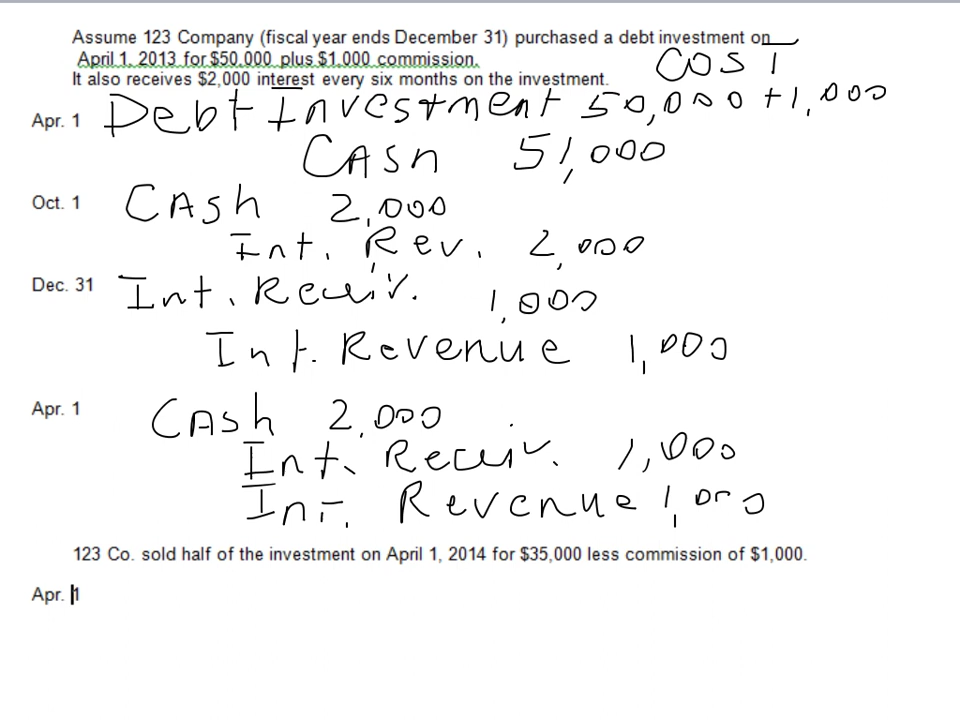 Assume 123 Company (fiscal year ends December 31) purchased a debt investment on
April 1, 2013 for $50,000 plus $1,000 commission.
It also receives $2,000 interest every six months on the investment.
COST
Apr. 1 Debt Investment 50,000 +1,000
Cash 51,000
Oct. 1 Cash 2,000
Int. Rev. 2,000
Dec. 31 Int. Receiv. 1,000
Int. Revenue 1,000
Apr. 1 Cash 2,000
Int. Receiv. 1,000
Int. Revenue 1,000
123 Co. sold half of the investment on April 1, 2014 for $35,000 less commission of $1,000.
Apr. 1